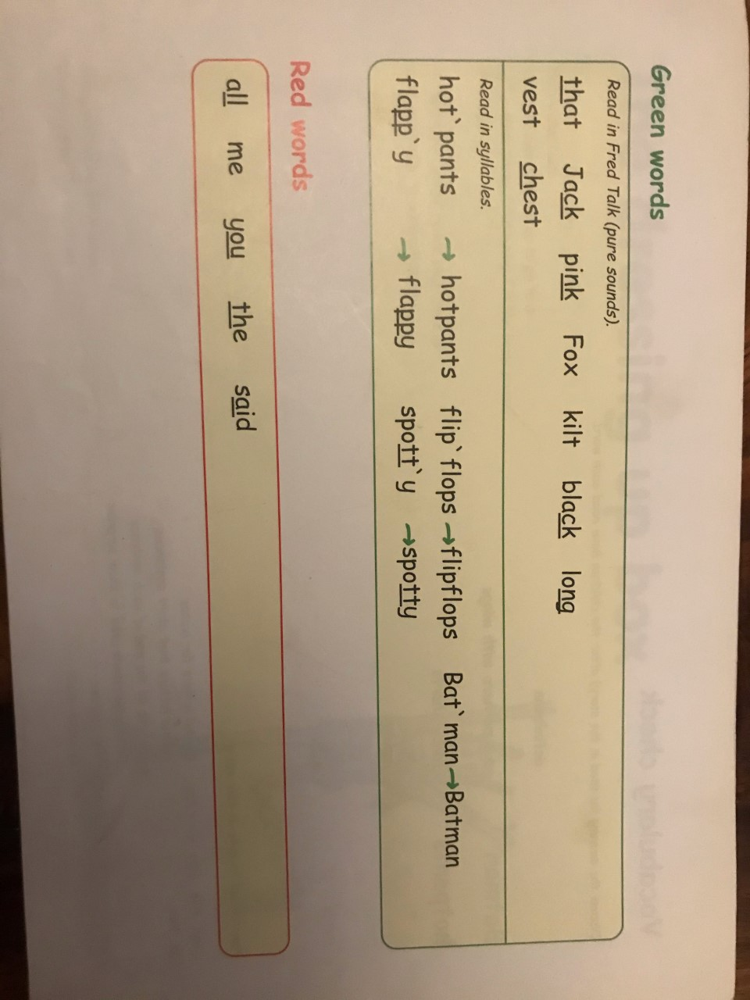 Green words
Read in Fred Talk (pure sounds).
that Jack pink Fox kilt black long
vest chest
Read in syllables.
hot`pants → hotpants flip`flops →flipflops Bat`man→Batman
flapp`y → flappy spott`y →spotty
Red words
all me you the said